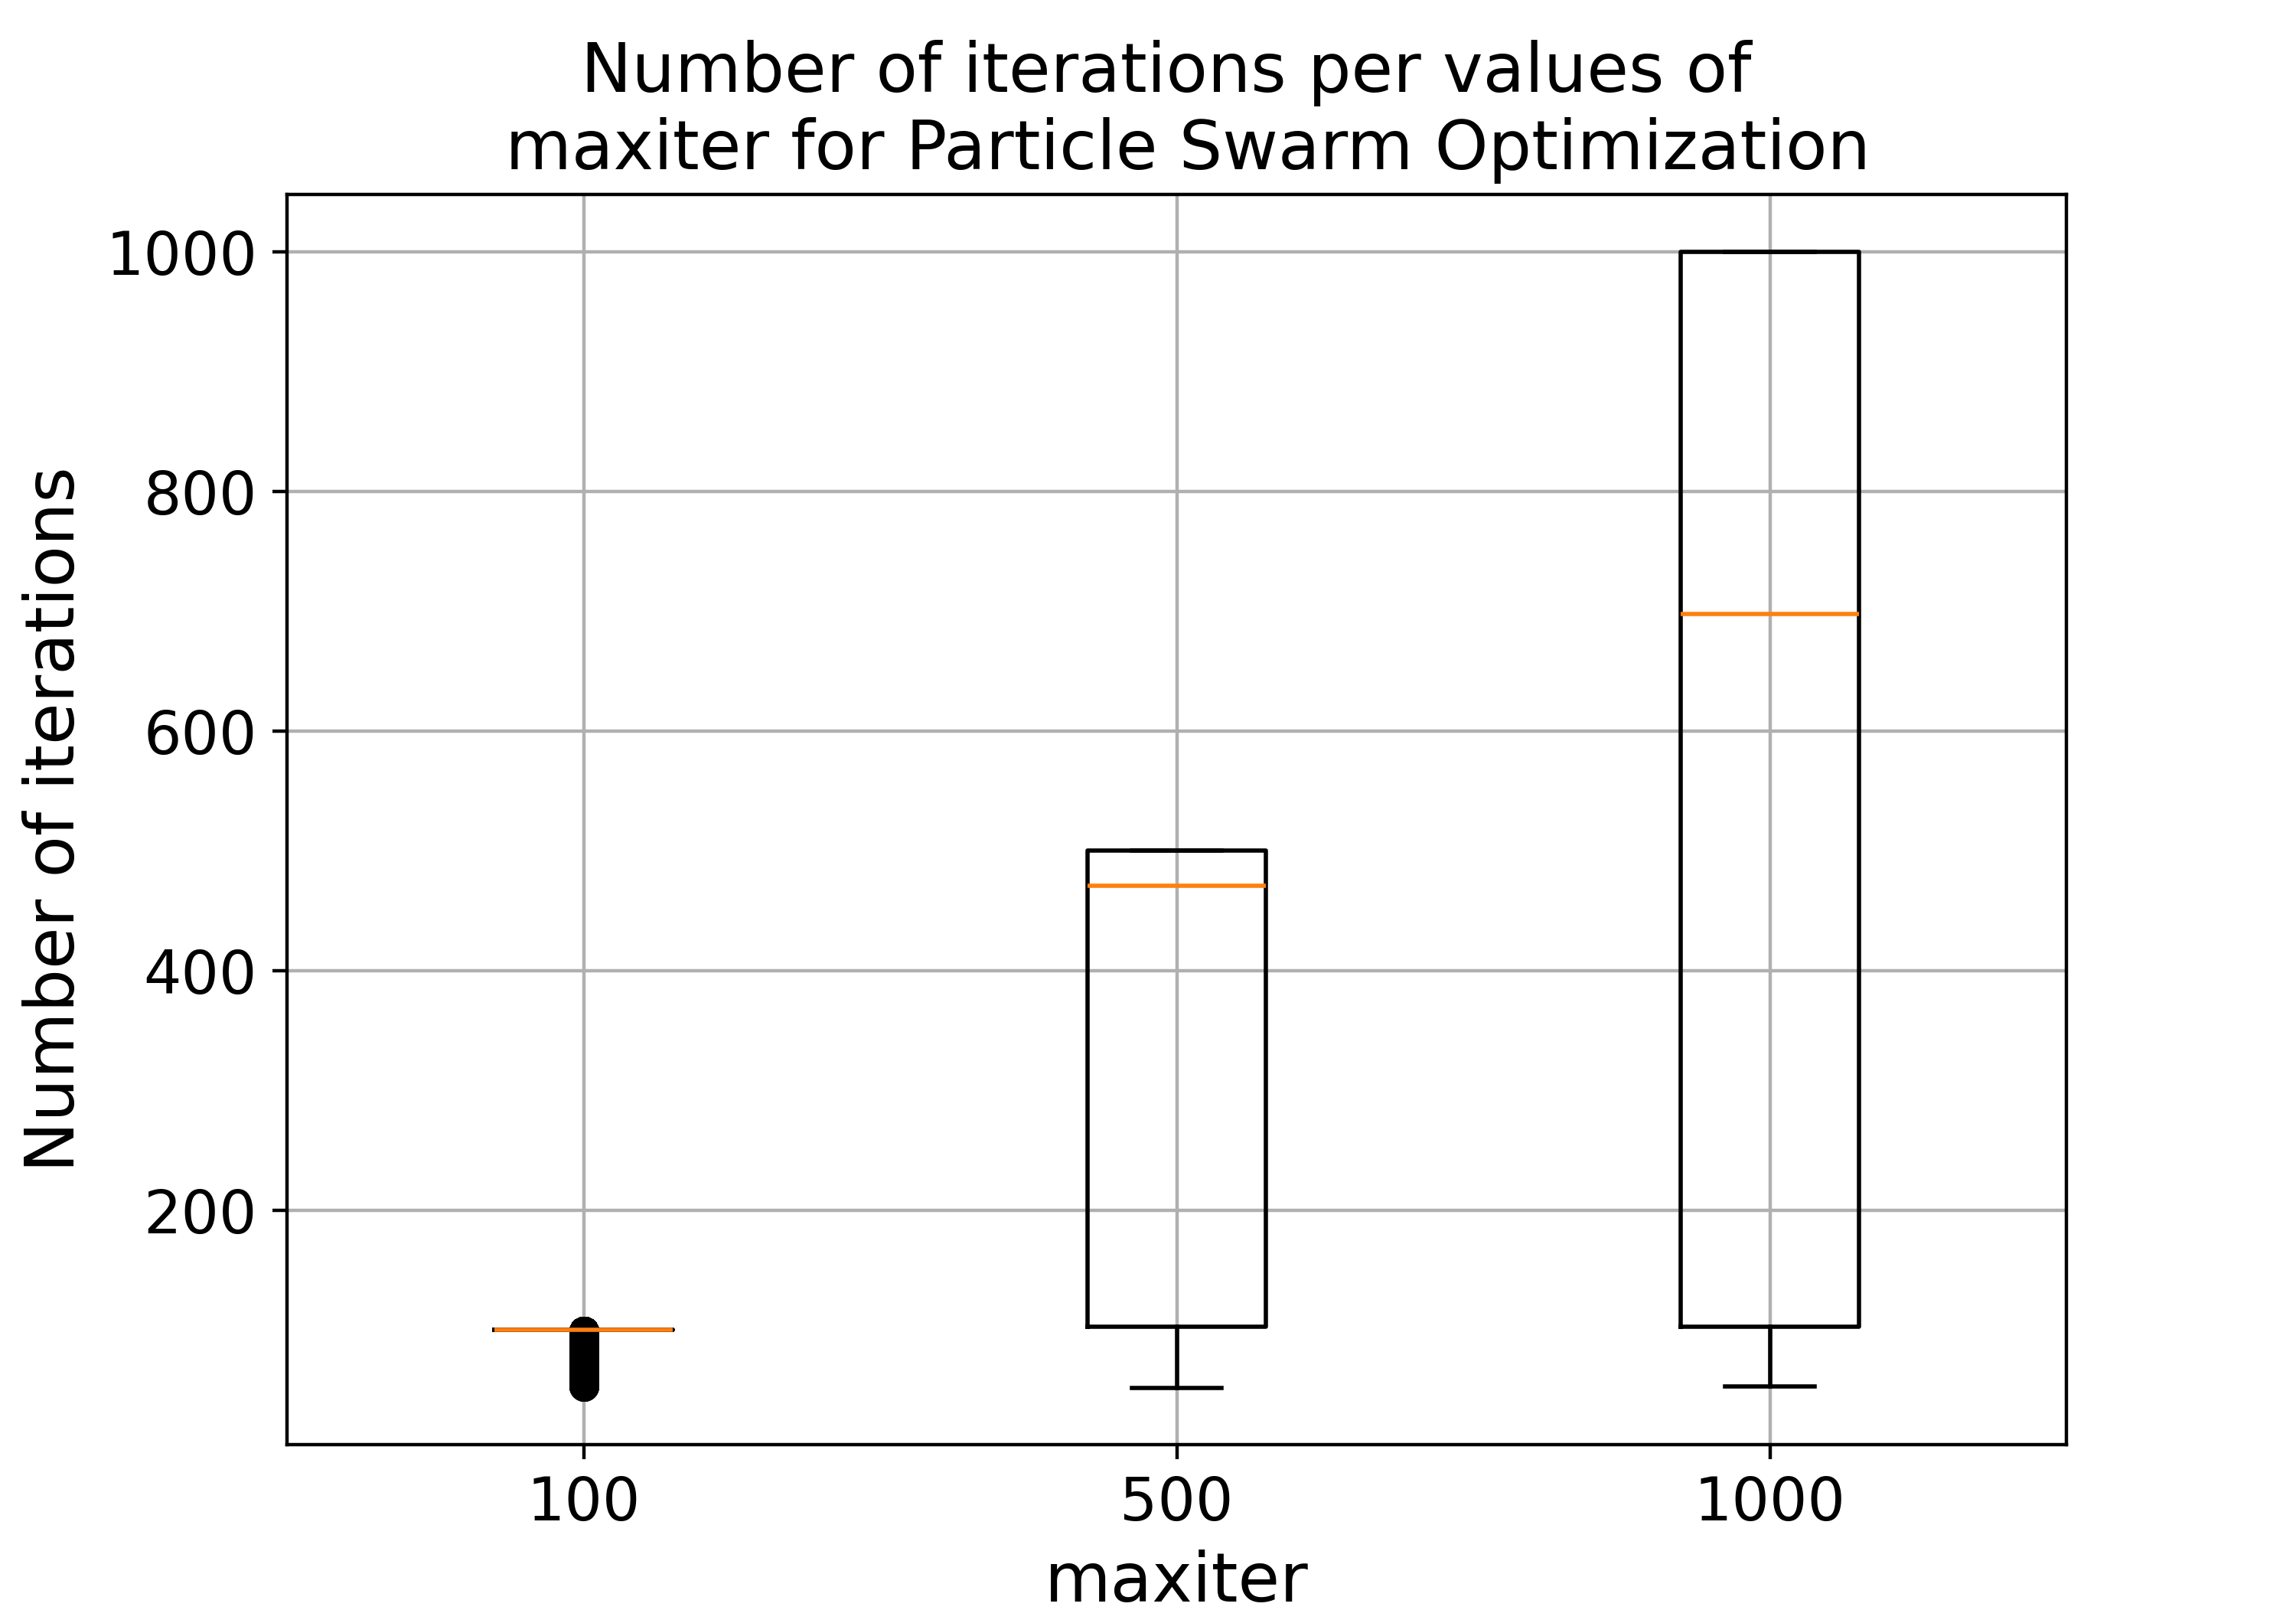 Number of iterations per values of
maxiter for Particle Swarm Optimization
Number of iterations
1000
800
600
400
200
100
500
1000
maxiter